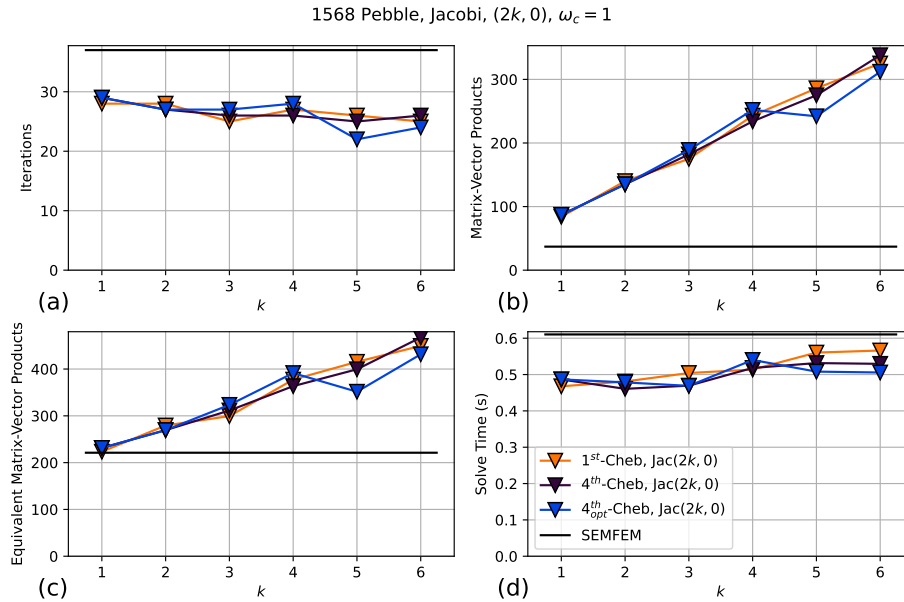 1568 Pebble, Jacobi, (2k, 0), ω_c = 1
Iterations
30
20
10
0
1 2 3 4 5 6
k
(a)
Matrix-Vector Products
300
200
100
0
1 2 3 4 5 6
k
(b)
Equivalent Matrix-Vector Products
400
300
200
100
0
1 2 3 4 5 6
k
(c)
Solve Time (s)
0.6
0.5
0.4
0.3
0.2
0.1
0.0
1^{st}-Cheb, Jac(2k, 0)
4^{th}-Cheb, Jac(2k, 0)
4^{th}_{opt}-Cheb, Jac(2k, 0)
SEMFEM
1 2 3 4 5 6
k
(d)